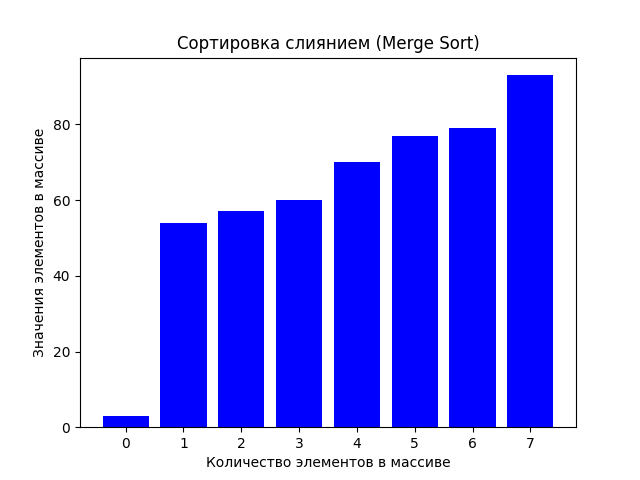 Сортировка слиянием (Merge Sort)
Значения элементов в массиве
80
60
40
20
0
0 1 2 3 4 5 6 7
Количество элементов в массиве